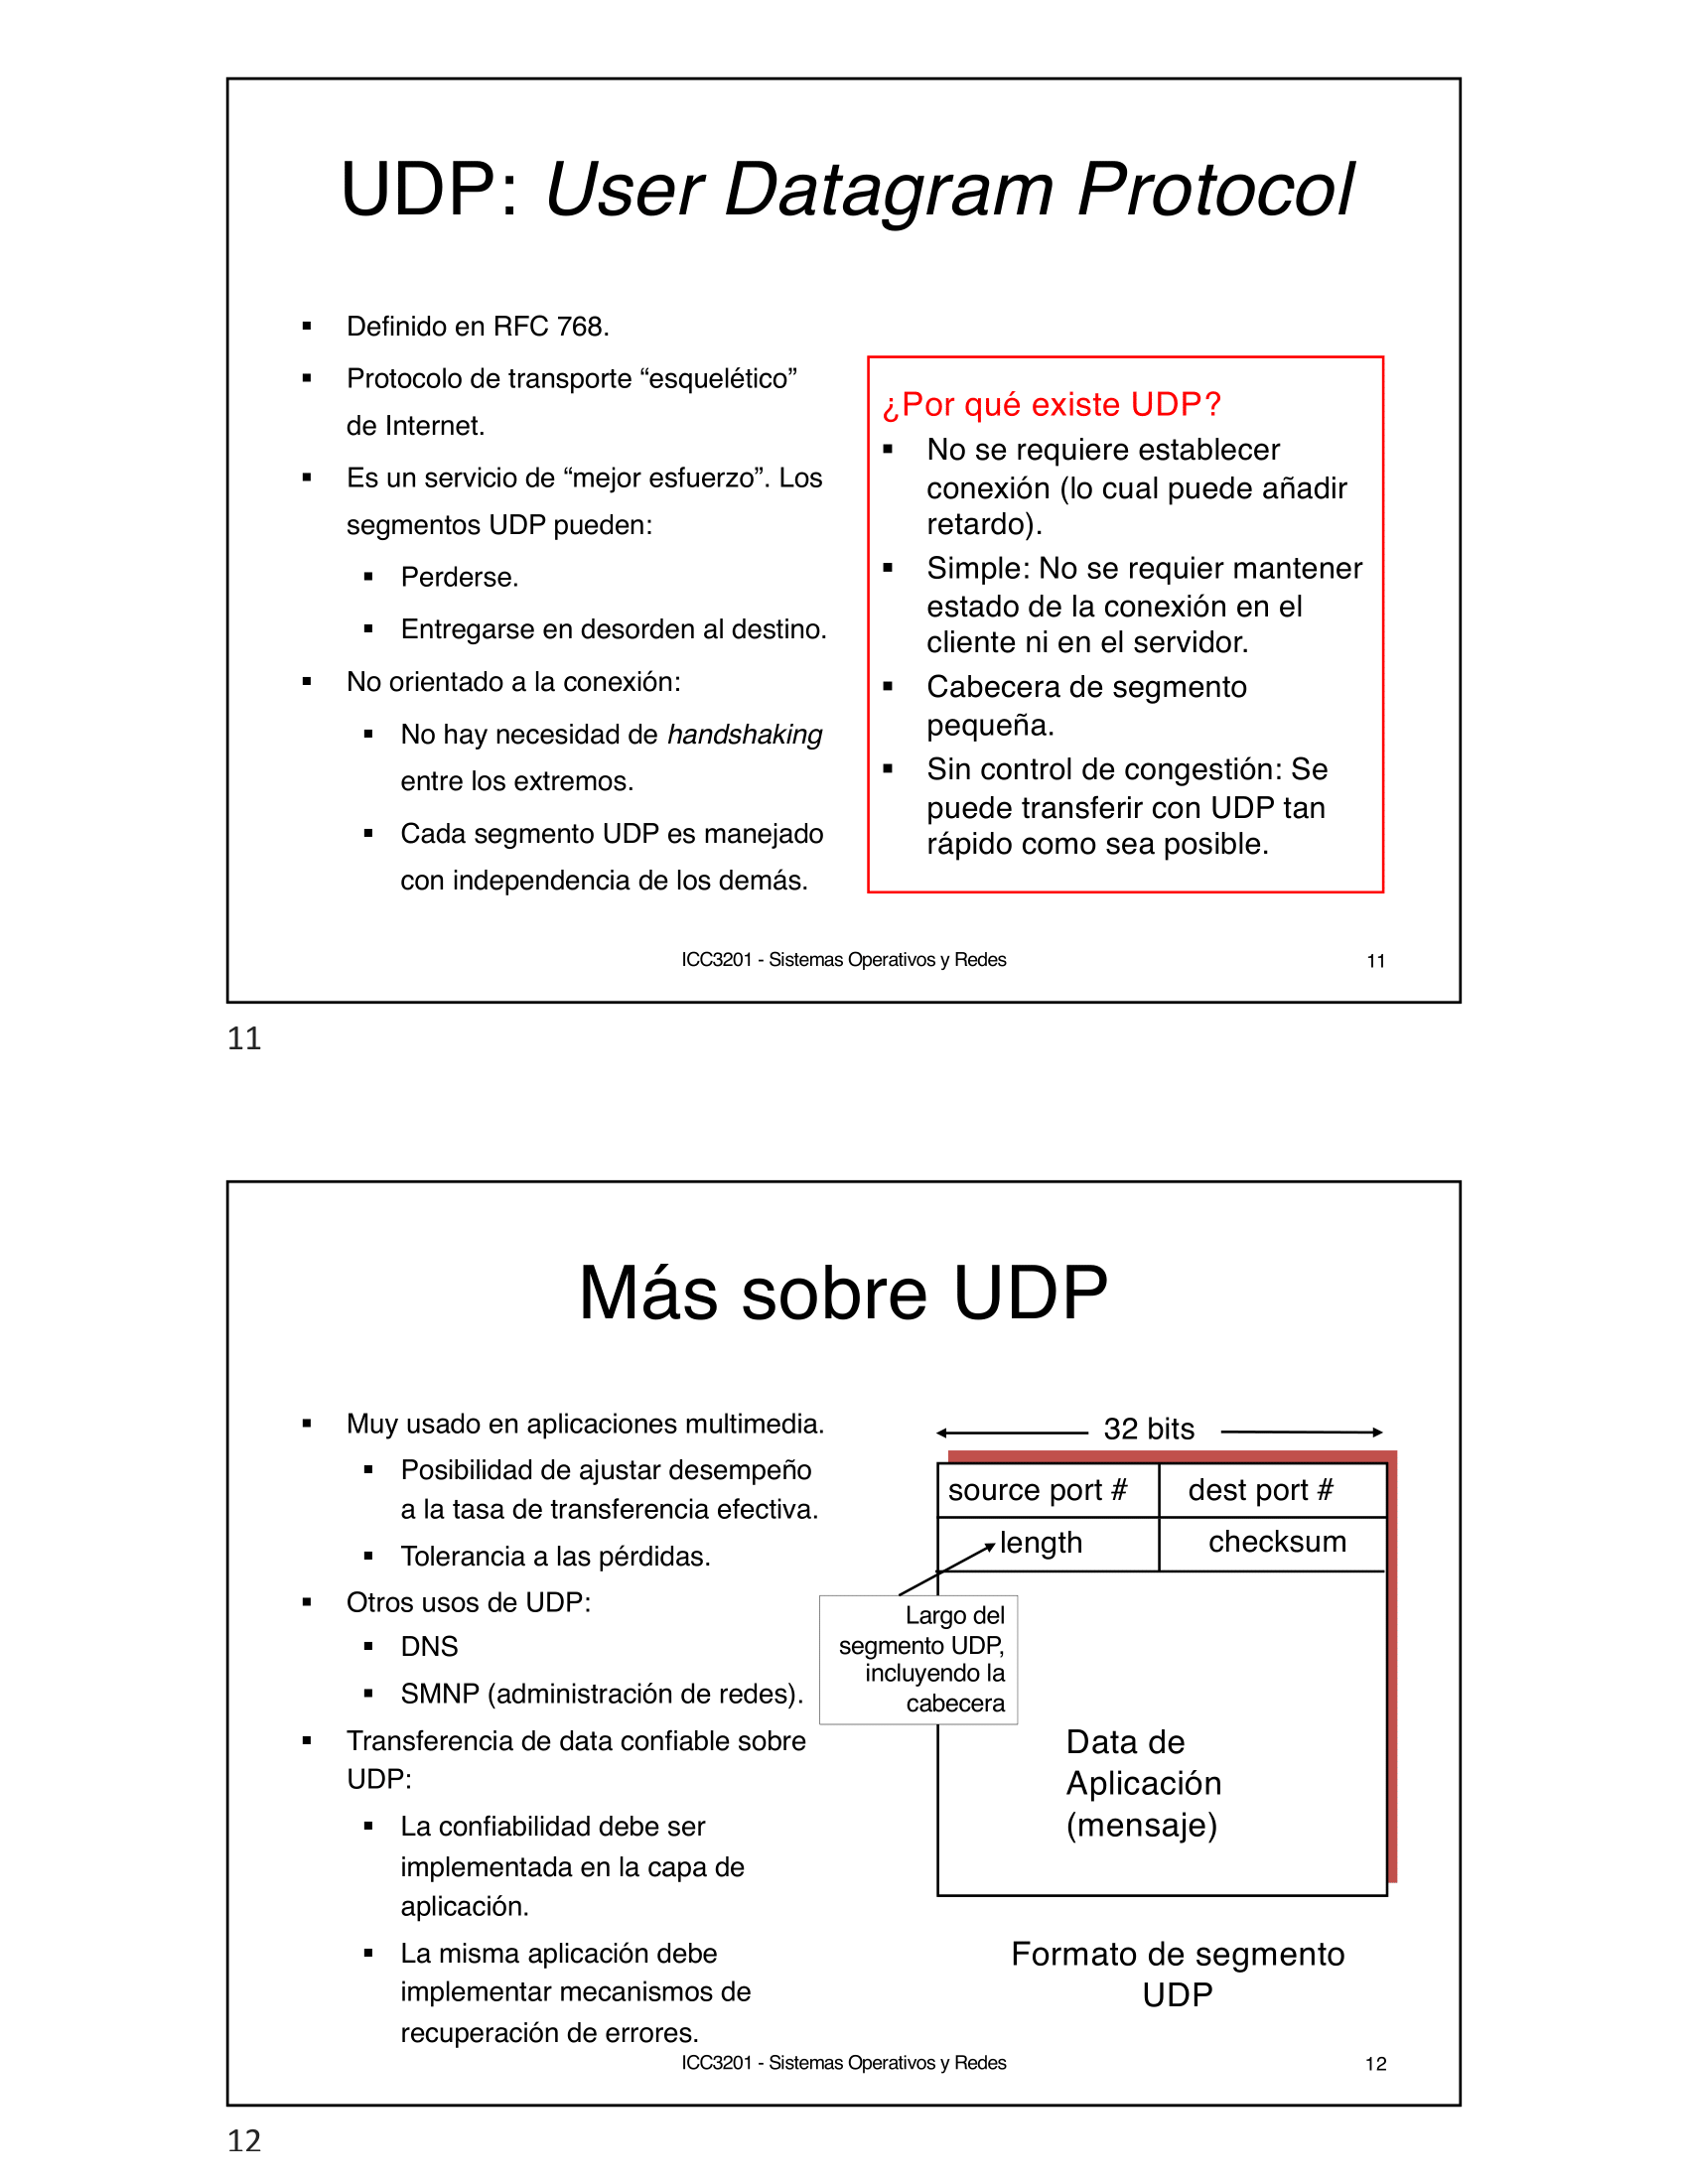 UDP: User Datagram Protocol
▪ Definido en RFC 768.
▪ Protocolo de transporte “esquelético”
de Internet.
▪ Es un servicio de “mejor esfuerzo”. Los
segmentos UDP pueden:
▪ Perderse.
▪ Entregarse en desorden al destino.
▪ No orientado a la conexión:
▪ No hay necesidad de handshaking
entre los extremos.
▪ Cada segmento UDP es manejado
con independencia de los demás.
¿Por qué existe UDP?
▪ No se requiere establecer
conexión (lo cual puede añadir
retardo).
▪ Simple: No se requier mantener
estado de la conexión en el
cliente ni en el servidor.
▪ Cabecera de segmento
pequeña.
▪ Sin control de congestión: Se
puede transferir con UDP tan
rápido como sea posible.
ICC3201 - Sistemas Operativos y Redes
11
11
Más sobre UDP
▪ Muy usado en aplicaciones multimedia.
▪ Posibilidad de ajustar desempeño
a la tasa de transferencia efectiva.
▪ Tolerancia a las pérdidas.
▪ Otros usos de UDP:
▪ DNS
▪ SMNP (administración de redes).
▪ Transferencia de data confiable sobre
UDP:
▪ La confiabilidad debe ser
implementada en la capa de
aplicación.
▪ La misma aplicación debe
implementar mecanismos de
recuperación de errores.
32 bits
source port # dest port #
length checksum
Largo del
segmento UDP,
incluyendo la
cabecera
Data de
Aplicación
(mensaje)
Formato de segmento
UDP
ICC3201 - Sistemas Operativos y Redes
12
12